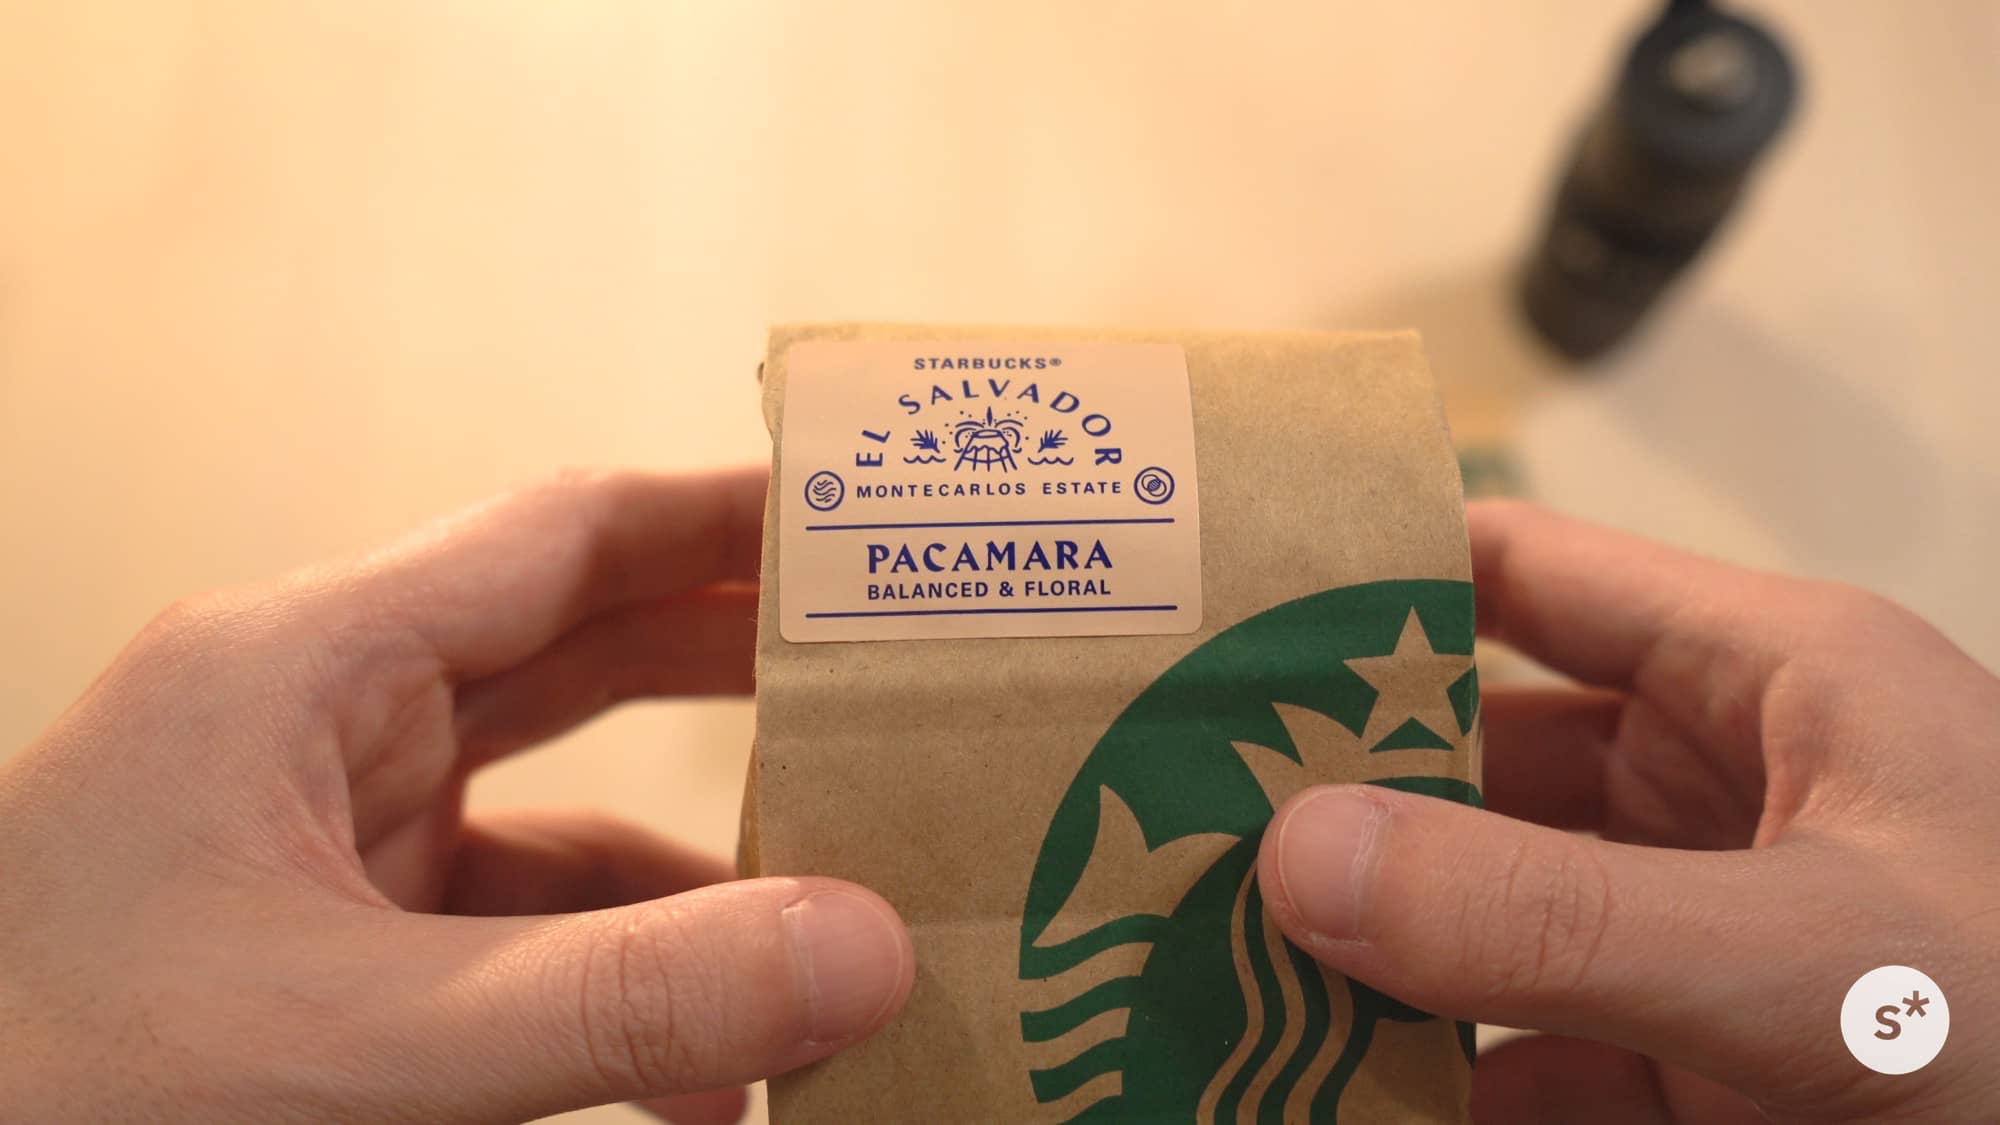 STARBUCKS®
EL SALVADOR
MONTECARLOS ESTATE
PACAMARA
BALANCED & FLORAL
s*